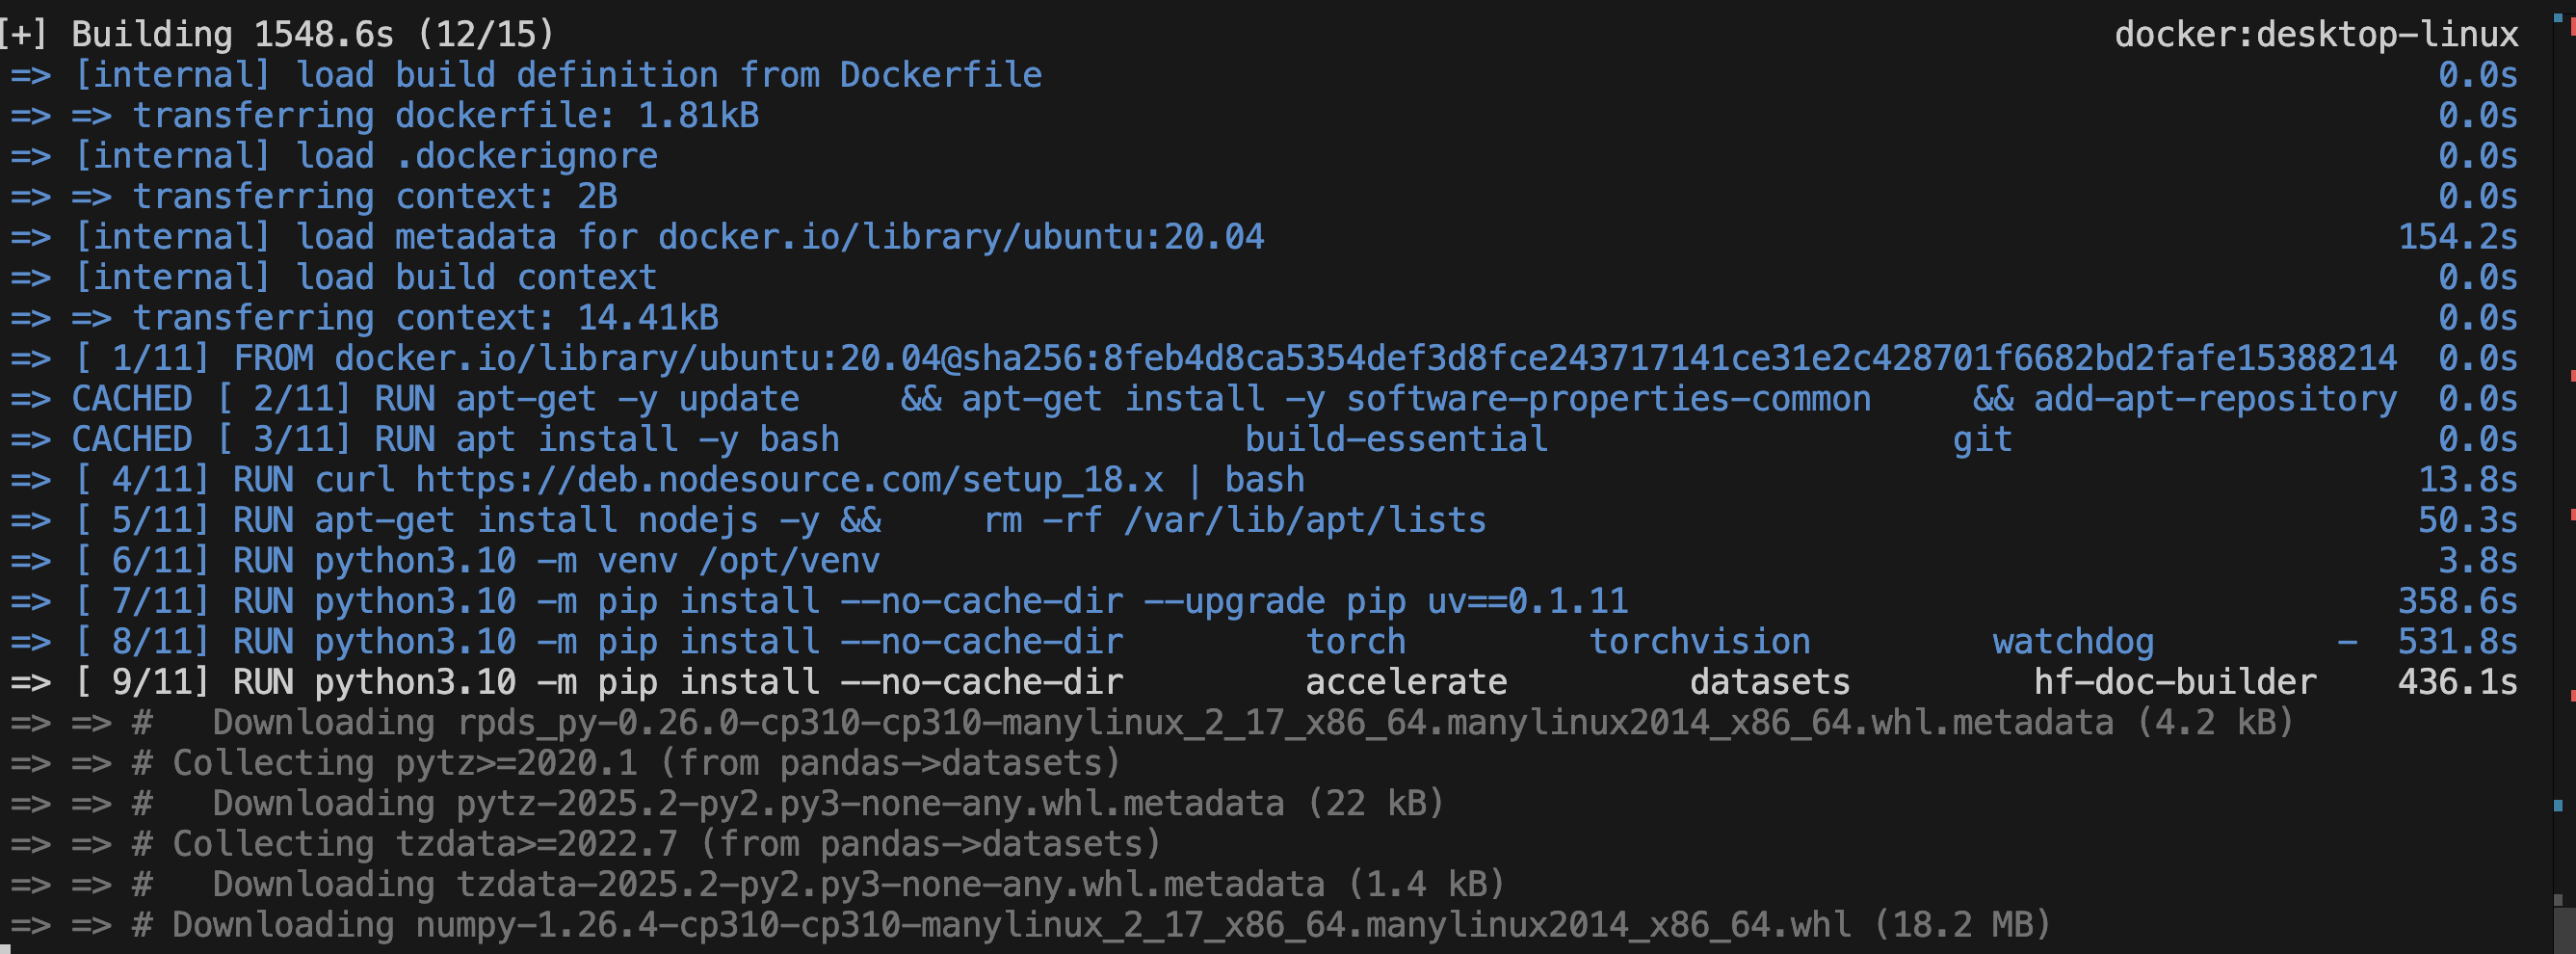 [+] Building 1548.6s (12/15) docker:desktop-linux
=> [internal] load build definition from Dockerfile 0.0s
=> => transferring dockerfile: 1.81kB 0.0s
=> [internal] load .dockerignore 0.0s
=> => transferring context: 2B 0.0s
=> [internal] load metadata for docker.io/library/ubuntu:20.04 154.2s
=> [internal] load build context 0.0s
=> => transferring context: 14.41kB 0.0s
=> [ 1/11] FROM docker.io/library/ubuntu:20.04@sha256:8feb4d8ca5354def3d8fce243717141ce31e2c428701f6682bd2fafe15388214 0.0s
=> CACHED [ 2/11] RUN apt-get -y update && apt-get install -y software-properties-common && add-apt-repository 0.0s
=> CACHED [ 3/11] RUN apt install -y bash build-essential git 0.0s
=> [ 4/11] RUN curl https://deb.nodesource.com/setup_18.x | bash 13.8s
=> [ 5/11] RUN apt-get install nodejs -y && rm -rf /var/lib/apt/lists 50.3s
=> [ 6/11] RUN python3.10 -m venv /opt/venv 3.8s
=> [ 7/11] RUN python3.10 -m pip install --no-cache-dir --upgrade pip uv==0.1.11 358.6s
=> [ 8/11] RUN python3.10 -m pip install --no-cache-dir torch torchvision watchdog - 531.8s
=> [ 9/11] RUN python3.10 -m pip install --no-cache-dir accelerate datasets hf-doc-builder 436.1s
=> => # Downloading rpds_py-0.26.0-cp310-cp310-manylinux_2_17_x86_64.manylinux2014_x86_64.whl.metadata (4.2 kB)
=> => # Collecting pytz>=2020.1 (from pandas->datasets)
=> => # Downloading pytz-2025.2-py2.py3-none-any.whl.metadata (22 kB)
=> => # Collecting tzdata>=2022.7 (from pandas->datasets)
=> => # Downloading tzdata-2025.2-py2.py3-none-any.whl.metadata (1.4 kB)
=> => # Downloading numpy-1.26.4-cp310-cp310-manylinux_2_17_x86_64.manylinux2014_x86_64.whl (18.2 MB)